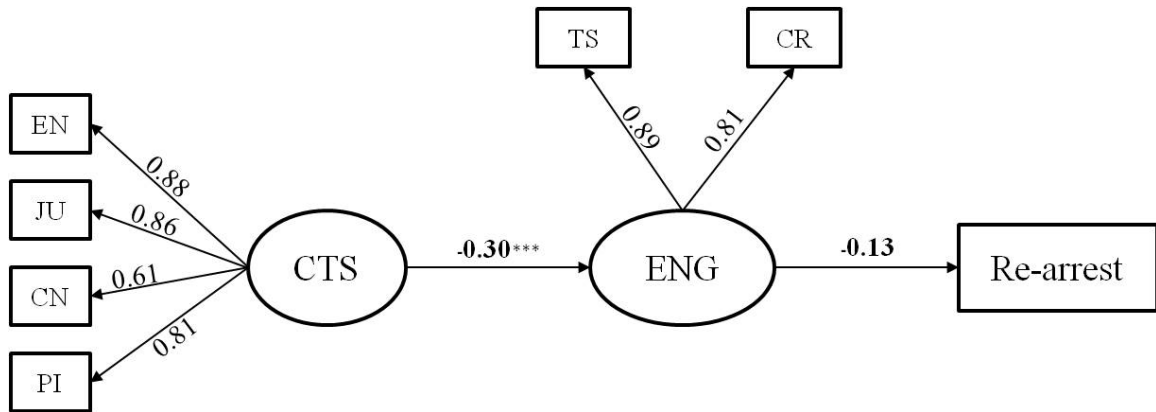 TS
CR
EN
JU
CN
PI
0.88
0.86
0.61
0.81
CTS
-0.30***
0.89
0.81
ENG
-0.13
Re-arrest